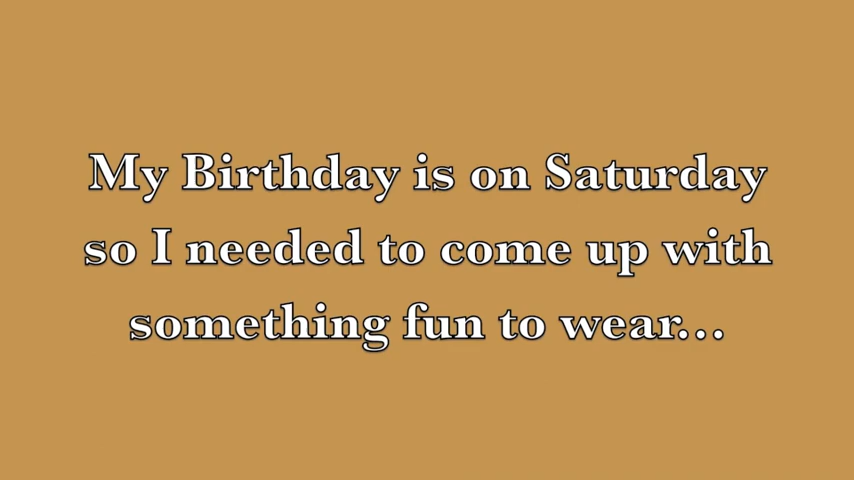 My Birthday is on Saturday
so I needed to come up with
something fun to wear...